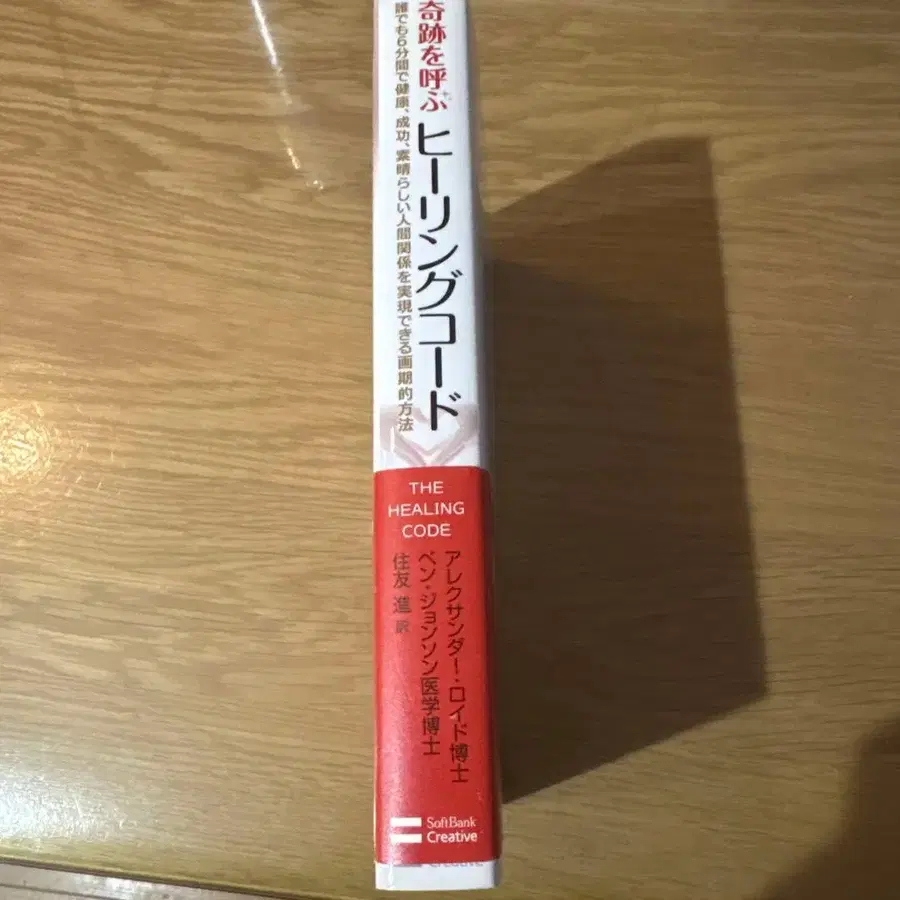 奇跡を呼ぶ ヒーリングコード
誰でも6分間で健康、成功、素晴らしい人間関係を実現できる画期的方法
THE
HEALING
CODE
アレクサンダー・ロイド博士
ベン・ジョンソン医学博士
住友 進 訳
SoftBank
Creative
Creative